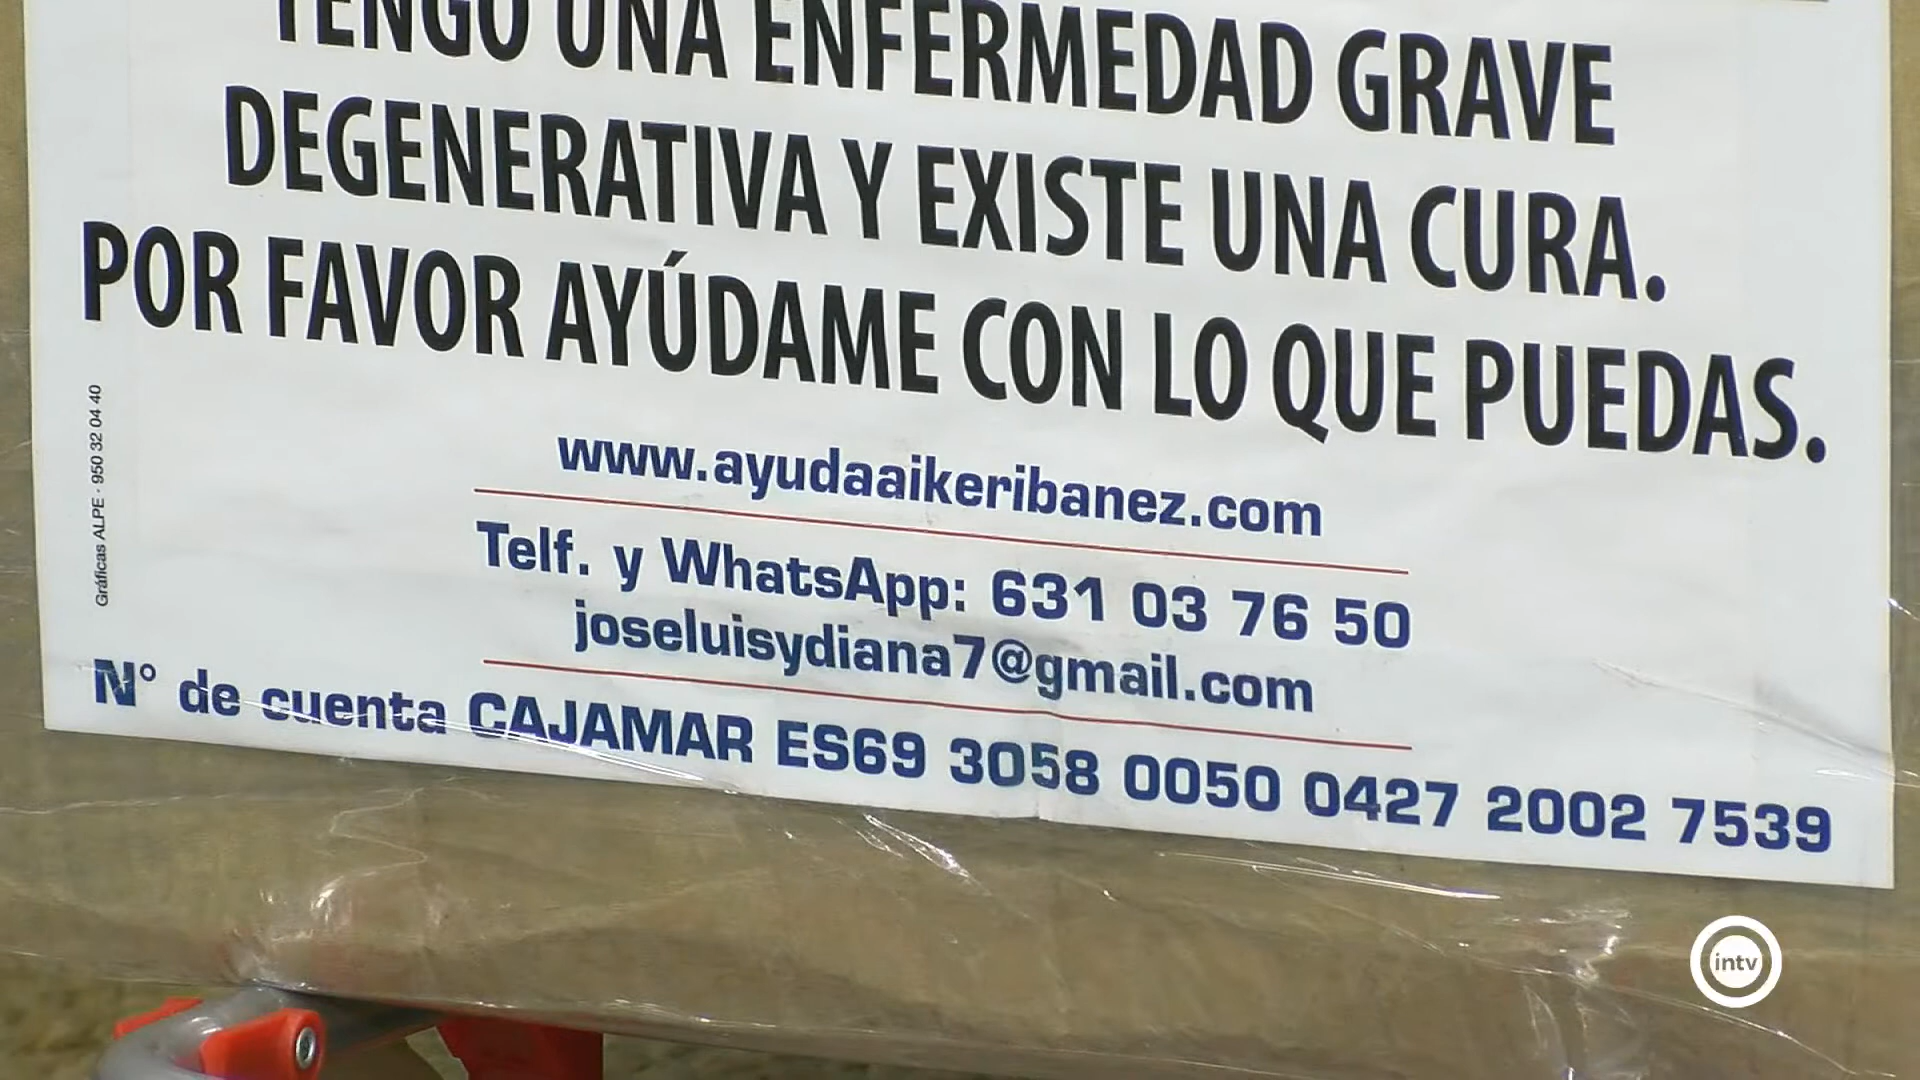 TENGO UNA ENFERMEDAD GRAVE
DEGENERATIVA Y EXISTE UNA CURA.
POR FAVOR AYÚDAME CON LO QUE PUEDAS.
www.ayudaaikeribanez.com
Telf. y WhatsApp: 631 03 76 50
joseluisydiana7@gmail.com
N° de cuenta CAJAMAR ES69 3058 0050 0427 2002 7539
Gráficas ALPE · 950 32 04 40
intv